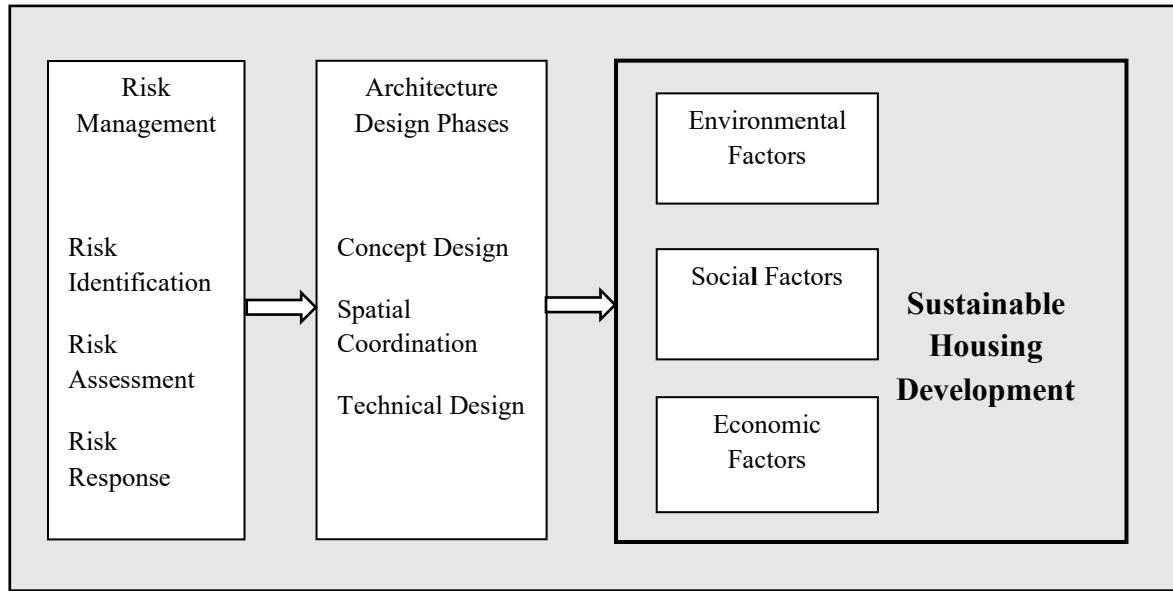 Risk
Management
Risk
Identification
Risk
Assessment
Risk
Response
Architecture
Design Phases
Concept Design
Spatial
Coordination
Technical Design
Environmental
Factors
Social Factors
Economic
Factors
Sustainable
Housing
Development